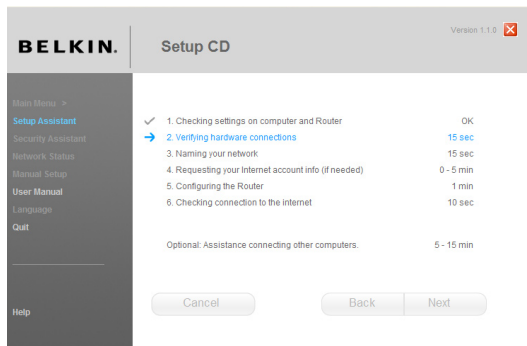 BELKIN.
Setup CD
Version 1.1.0
Main Menu >
Setup Assistant
Security Assistant
Network Status
Manual Setup
User Manual
Language
Quit
Help
1. Checking settings on computer and Router OK
2. Verifying hardware connections 15 sec
3. Naming your network 15 sec
4. Requesting your Internet account info (if needed) 0 - 5 min
5. Configuring the Router 1 min
6. Checking connection to the internet 10 sec
Optional: Assistance connecting other computers. 5 - 15 min
Cancel Back Next